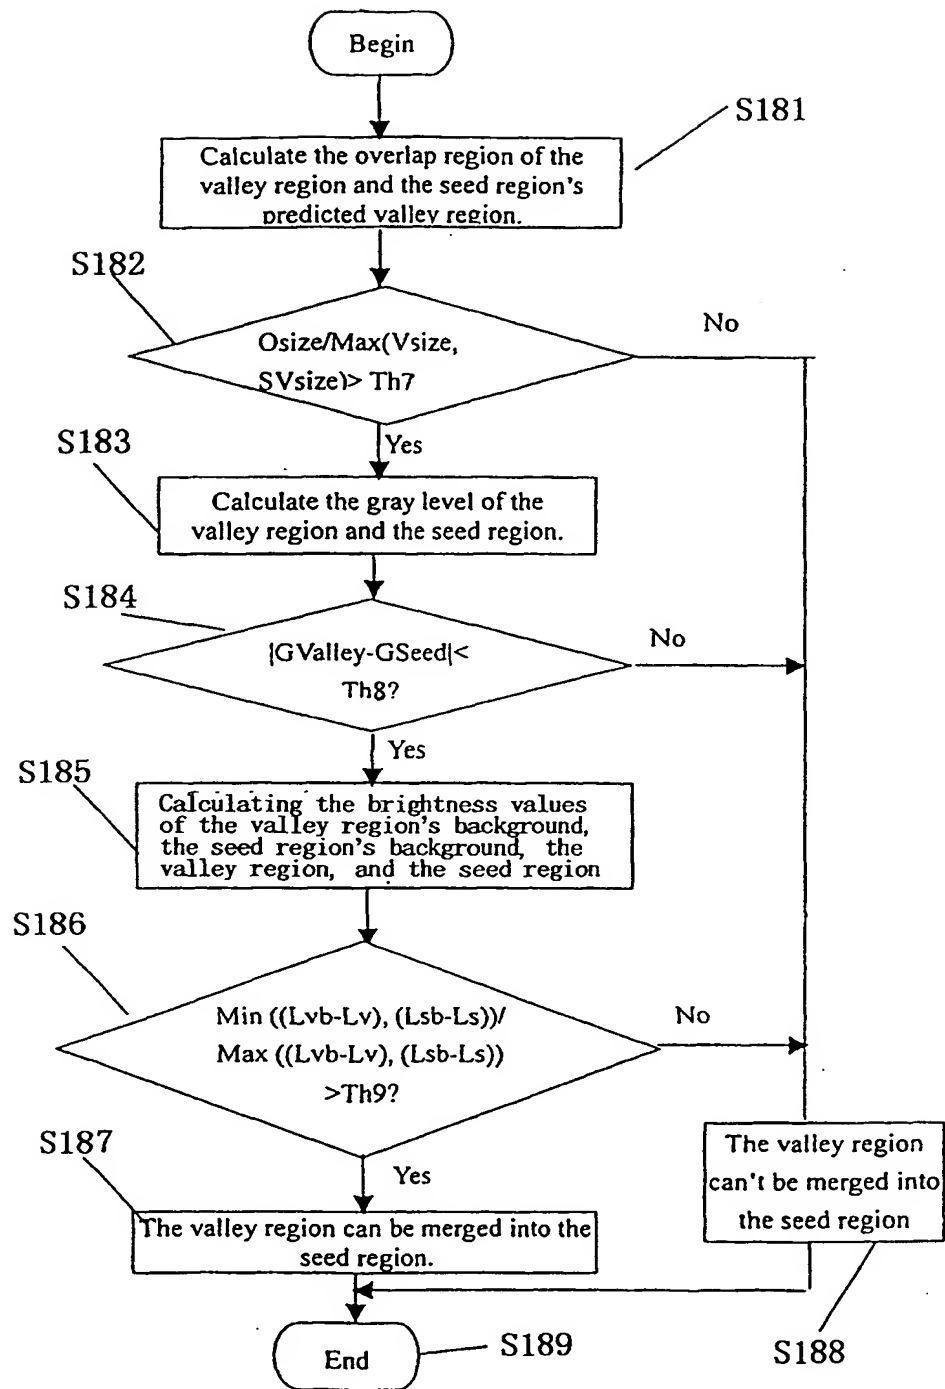 Begin
S181
Calculate the overlap region of the
valley region and the seed region's
predicted valley region.
S182
No
Osize/Max(Vsize,
SVsize)> Th7
Yes
S183
Calculate the gray level of the
valley region and the seed region.
S184
No
|GValley-GSeed|<
Th8?
Yes
S185
Calculating the brightness values
of the valley region's background,
the seed region's background, the
valley region, and the seed region
S186
Min ((Lvb-Lv), (Lsb-Ls))/
Max ((Lvb-Lv), (Lsb-Ls))
>Th9?
No
S187
Yes
The valley region
can't be merged into
the seed region
The valley region can be merged into the
seed region.
S188
End
S189